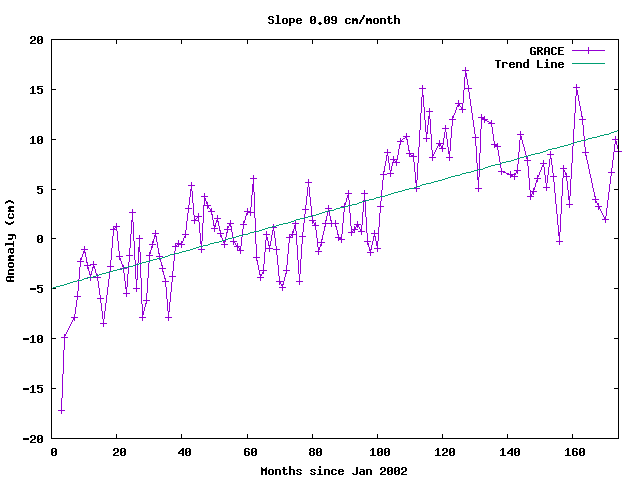 Slope 0.09 cm/month
GRACE
Trend Line
20
15
10
5
0
-5
-10
-15
-20
Anomaly (cm)
0 20 40 60 80 100 120 140 160
Months since Jan 2002